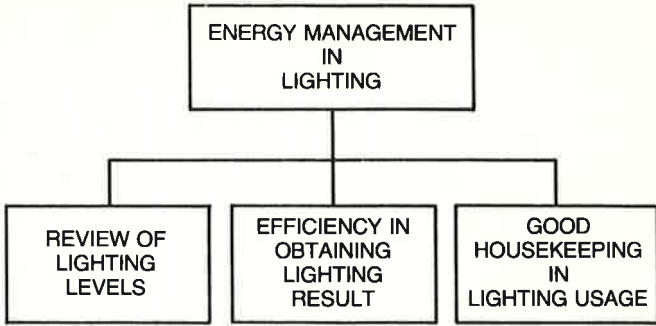 ENERGY MANAGEMENT
IN
LIGHTING
REVIEW OF
LIGHTING
LEVELS
EFFICIENCY IN
OBTAINING
LIGHTING
RESULT
GOOD
HOUSEKEEPING
IN
LIGHTING USAGE